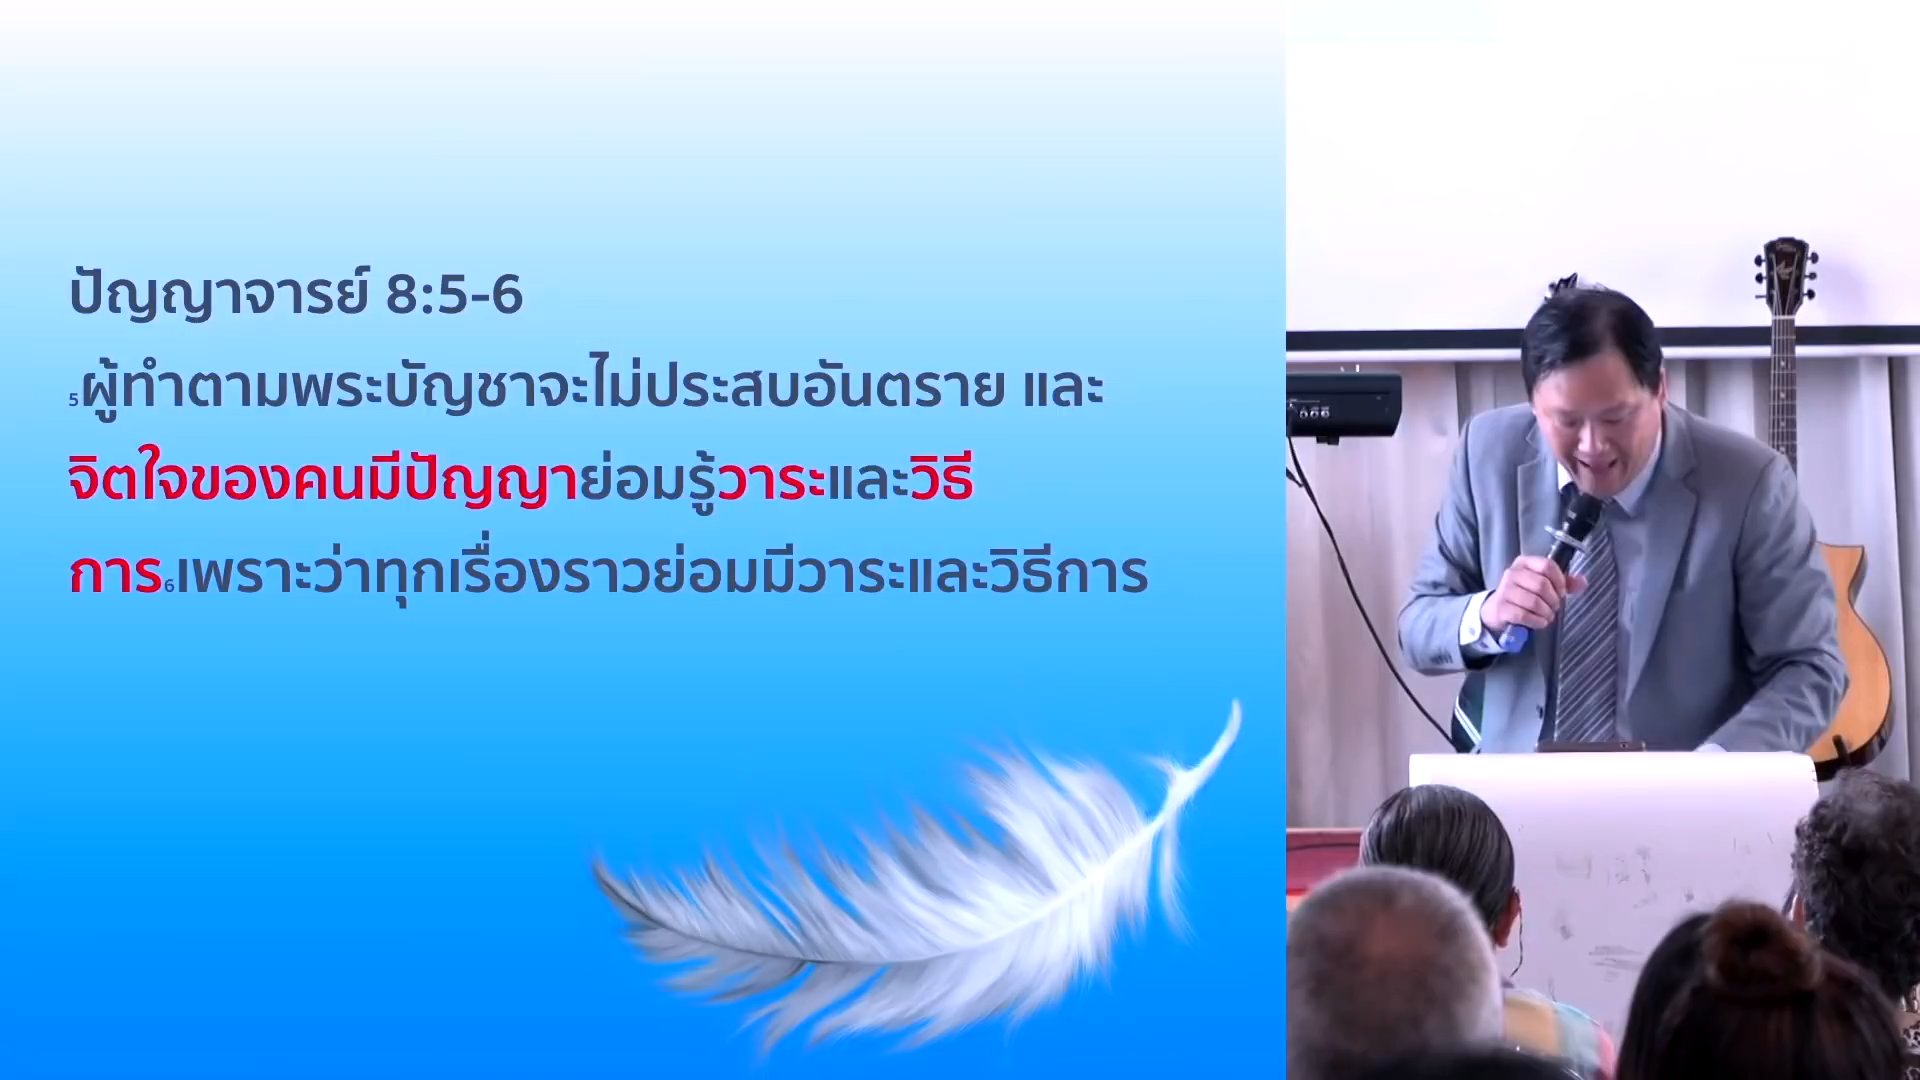 ปัญญาจารย์ 8:5-6
5ผู้ทำตามพระบัญชาจะไม่ประสบอันตราย และ
จิตใจของคนมีปัญญาย่อมรู้วาระและวิธี
การ6เพราะว่าทุกเรื่องราวย่อมมีวาระและวิธีการ